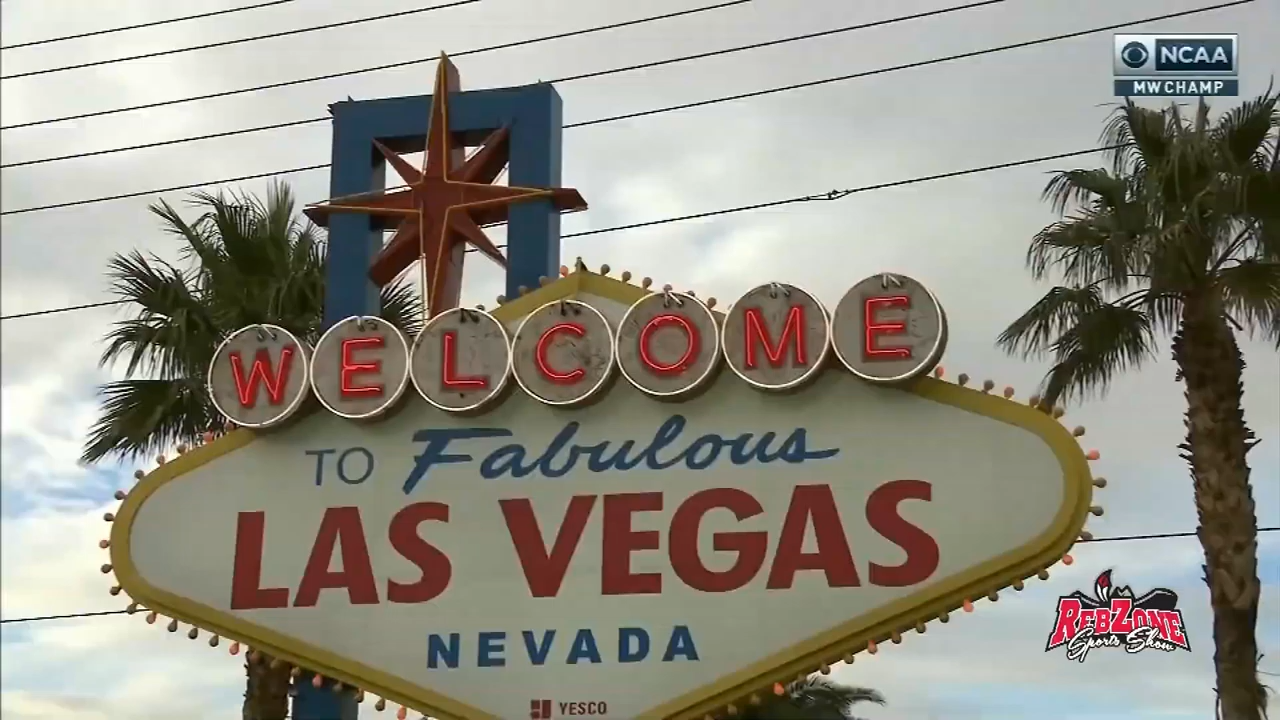 NCAA
MW CHAMP
WELCOME
TO Fabulous
LAS VEGAS
NEVADA
YESCO
REBZONE
Sports Show